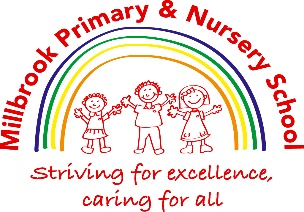 Millbrook Primary & Nursery School
Striving for excellence,
caring for all